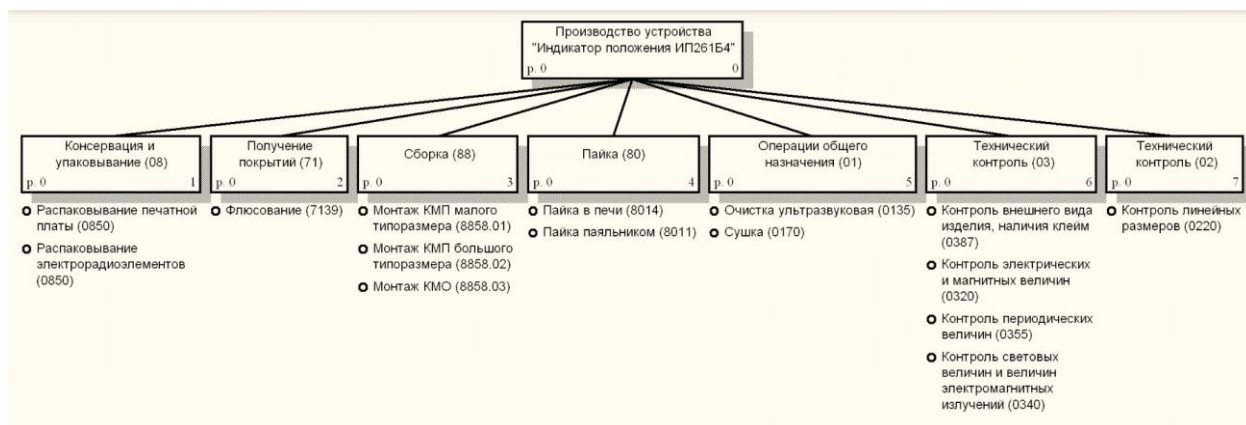 Производство устройства
"Индикатор положения ИП261Б4"
р. 0 0
Консервация и
упаковывание (08)
р. 0 1
Распаковывание печатной
платы (0850)
Распаковывание
электрорадиоэлементов
(0850)
Получение
покрытий (71)
р. 0 2
Флюсование (7139)
Сборка (88)
р. 0 3
Монтаж КМП малого
типоразмера (8858.01)
Монтаж КМП большого
типоразмера (8858.02)
Монтаж КМО (8858.03)
Пайка (80)
р. 0 4
Пайка в печи (8014)
Пайка паяльником (8011)
Операции общего
назначения (01)
р. 0 5
Очистка ультразвуковая (0135)
Сушка (0170)
Технический
контроль (03)
р. 0 6
Контроль внешнего вида
изделия, наличия клейм
(0387)
Контроль электрических
и магнитных величин
(0320)
Контроль периодических
величин (0355)
Контроль световых
величин и величин
электромагнитных
излучений (0340)
Технический
контроль (02)
р. 0 7
Контроль линейных
размеров (0220)